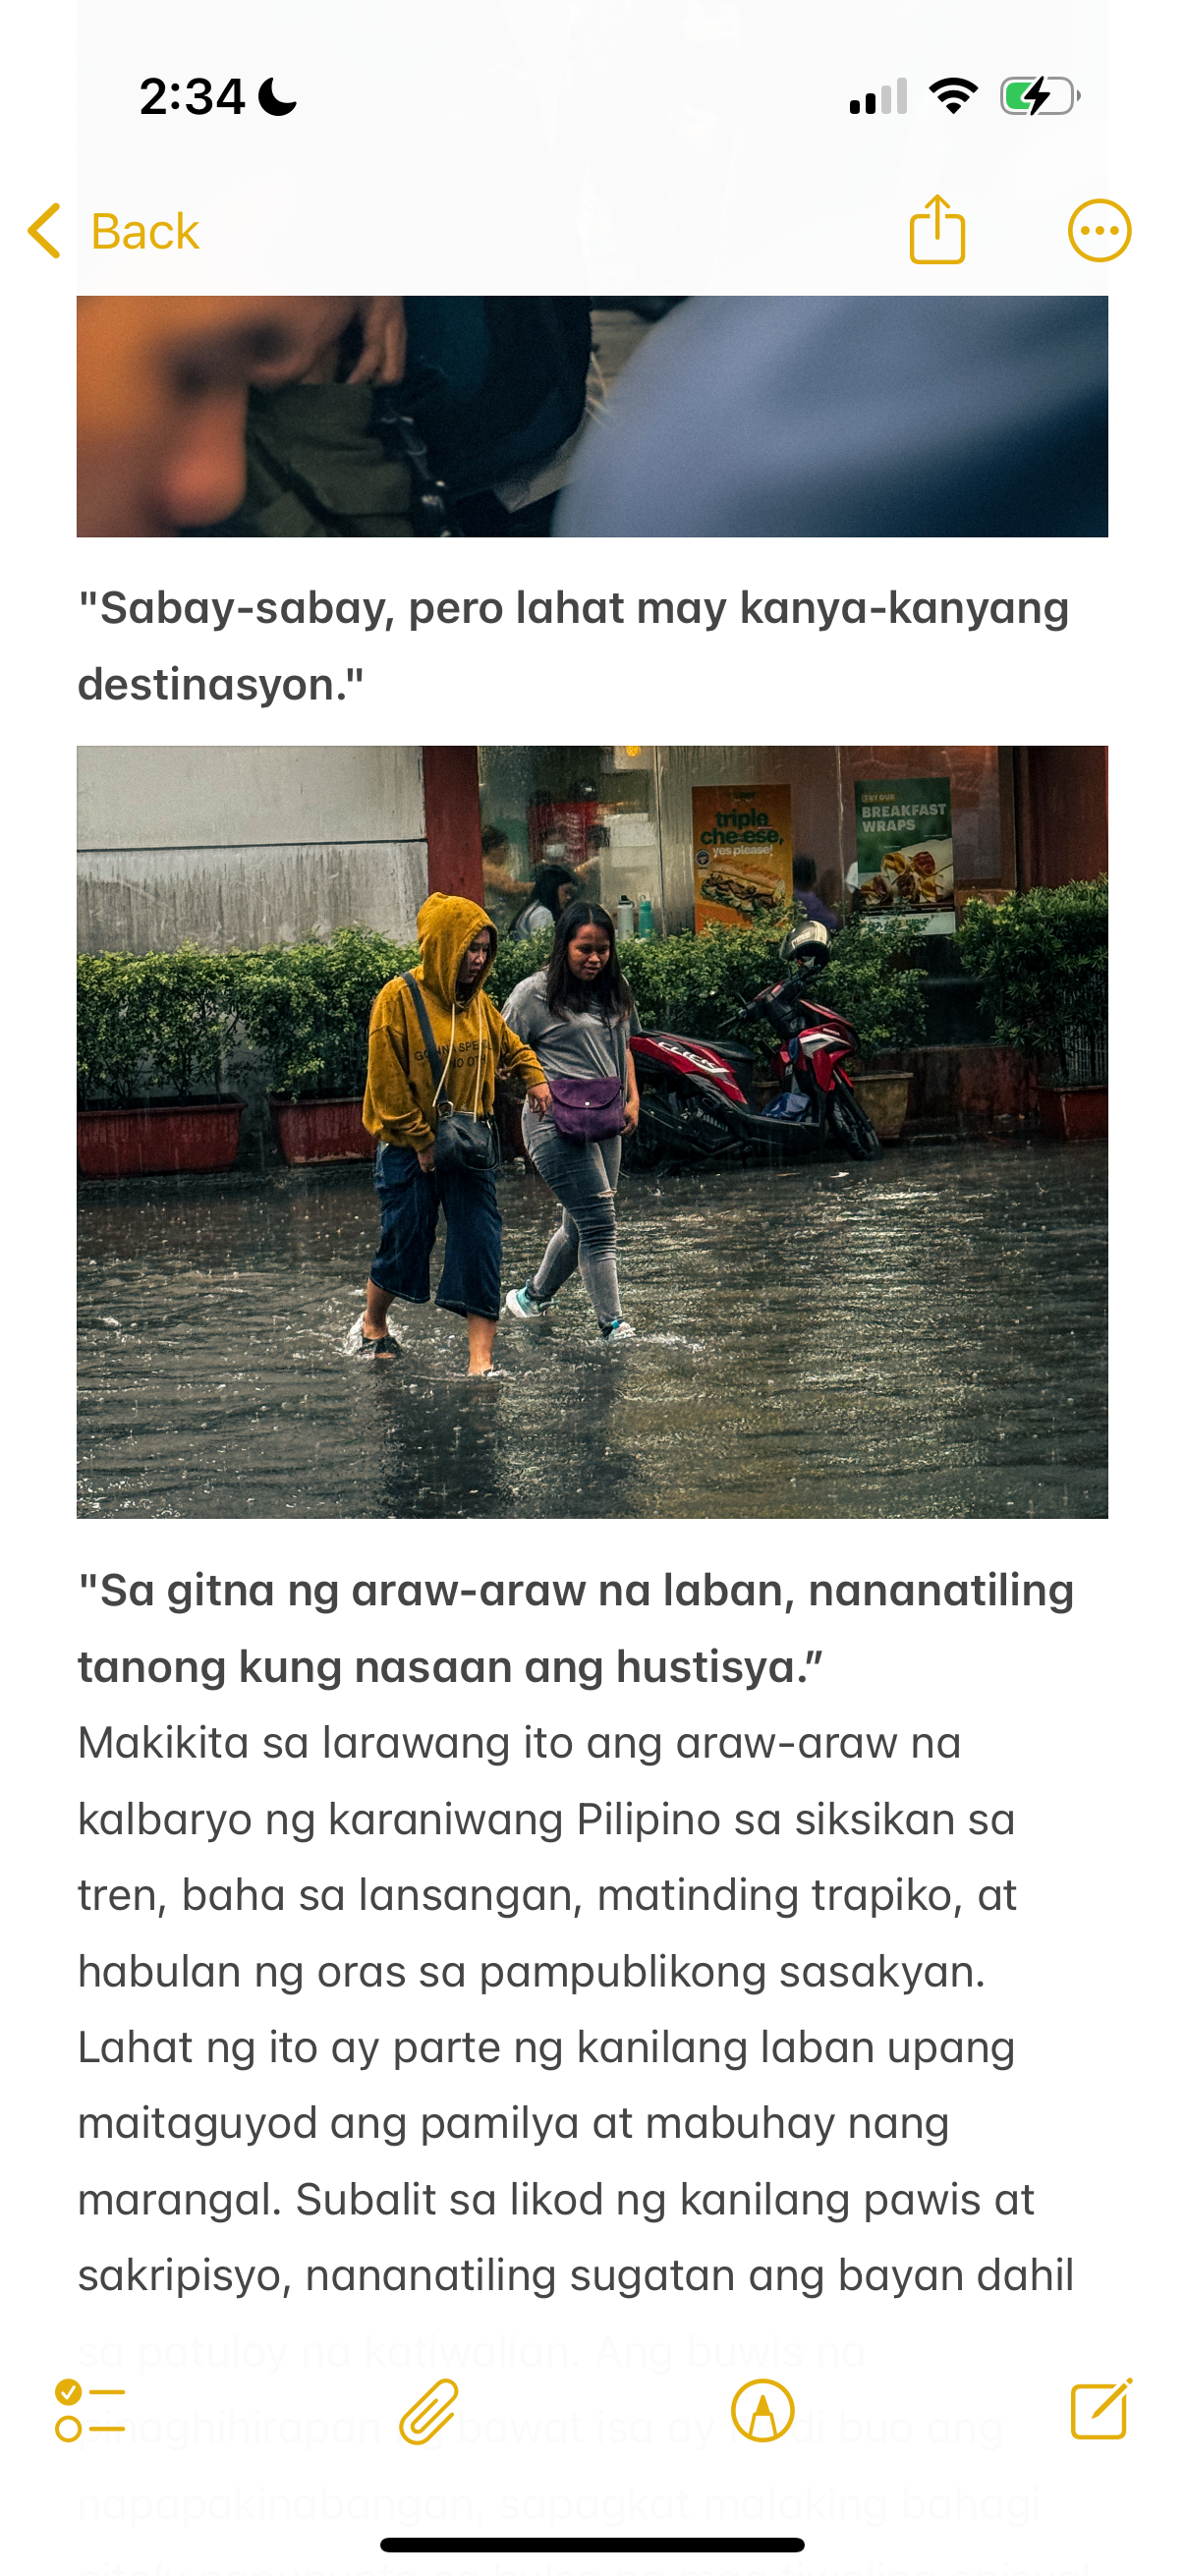 2:34
Back
"Sabay-sabay, pero lahat may kanya-kanyang
destinasyon."
triple
cheese,
yes please!
TRY OUR
BREAKFAST
WRAPS
CLICK
"Sa gitna ng araw-araw na laban, nananatiling
tanong kung nasaan ang hustisya.”
Makikita sa larawang ito ang araw-araw na
kalbaryo ng karaniwang Pilipino sa siksikan sa
tren, baha sa lansangan, matinding trapiko, at
habulan ng oras sa pampublikong sasakyan.
Lahat ng ito ay parte ng kanilang laban upang
maitaguyod ang pamilya at mabuhay nang
marangal. Subalit sa likod ng kanilang pawis at
sakripisyo, nananatiling sugatan ang bayan dahil
sa patuloy na katiwalian. Ang buwis na
bawat isa ay buo ang
napapakinabangan, sapagkat malaking bahagi